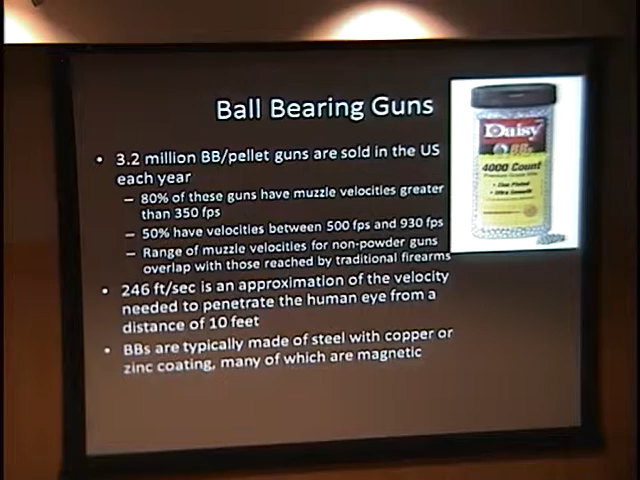 Ball Bearing Guns
• 3.2 million BB/pellet guns are sold in the US
each year
– 80% of these guns have muzzle velocities greater
than 350 fps
– 50% have velocities between 500 fps and 930 fps
– Range of muzzle velocities for non-powder guns
overlap with those reached by traditional firearms
• 246 ft/sec is an approximation of the velocity
needed to penetrate the human eye from a
distance of 10 feet
• BBs are typically made of steel with copper or
zinc coating, many of which are magnetic
Daisy
BBs
4000 Count
• Zinc Plated
• Ultra Smooth